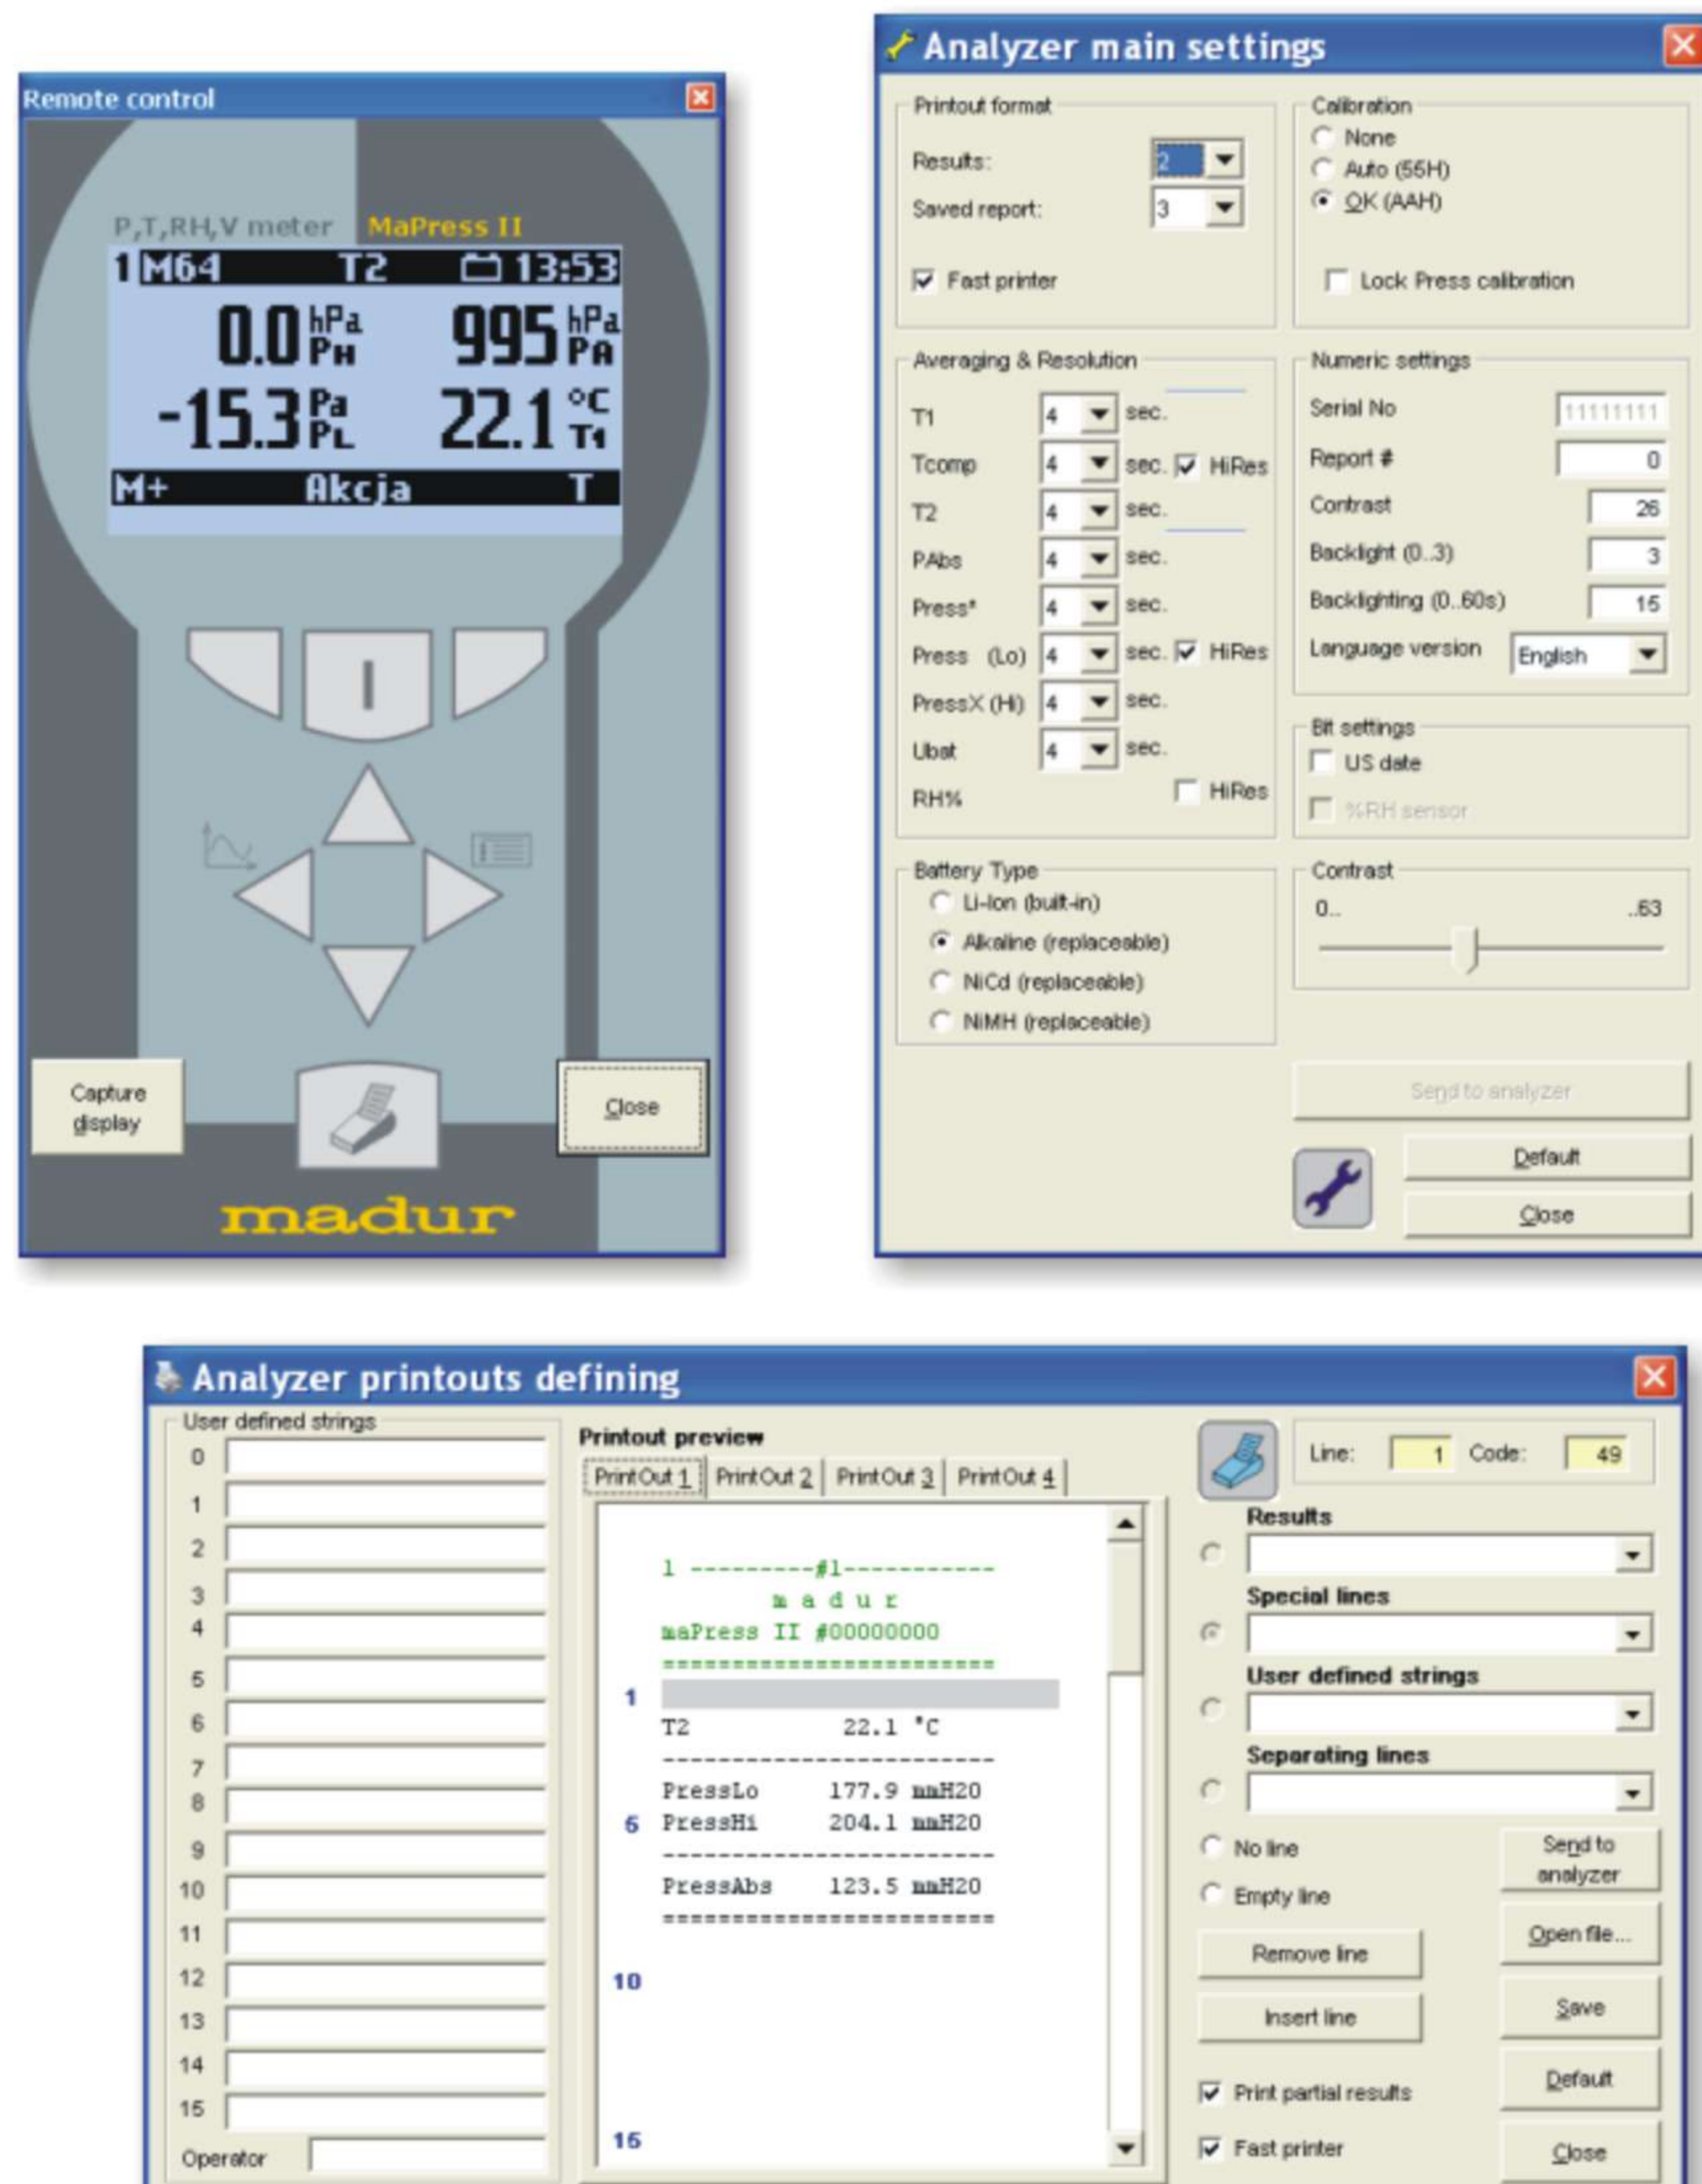 Remote control
P,T,RH,V meter MaPress II
1 M64 T2 13:53
0.0 hPa PH 995 hPa PA
-15.3 Pa PL 22.1 °C T1
M+ Akcja T
I
Capture display
Close
madur
Analyzer main settings
Printout format
Results: 2
Saved report: 3
Fast printer
Calibration
None
Auto (55H)
OK (AAH)
Lock Press calibration
Averaging & Resolution
T1 4 sec.
Tcomp 4 sec. HiRes
T2 4 sec.
PAbs 4 sec.
Press* 4 sec.
Press (Lo) 4 sec. HiRes
PressX (Hi) 4 sec.
Ubat 4 sec.
RH% HiRes
Numeric settings
Serial No 11111111
Report # 0
Contrast 26
Backlight (0..3) 3
Backlighting (0..60s) 15
Language version English
Bit settings
US date
%RH sensor
Battery Type
Li-Ion (built-in)
Alkaline (replaceable)
NiCd (replaceable)
NiMH (replaceable)
Contrast
0.. ..63
Send to analyzer
Default
Close
Analyzer printouts defining
User defined strings
0
1
2
3
4
5
6
7
8
9
10
11
12
13
14
15
Operator
Printout preview
PrintOut 1 PrintOut 2 PrintOut 3 PrintOut 4
1 ---------#1-----------
m a d u r
maPress II #00000000
========================
1
T2 22.1 °C
------------------------
PressLo 177.9 mmH20
5 PressHi 204.1 mmH20
------------------------
PressAbs 123.5 mmH20
========================
10
15
Line: 1 Code: 49
Results
Special lines
User defined strings
Separating lines
No line
Empty line
Remove line
Insert line
Print partial results
Fast printer
Send to analyzer
Open file...
Save
Default
Close